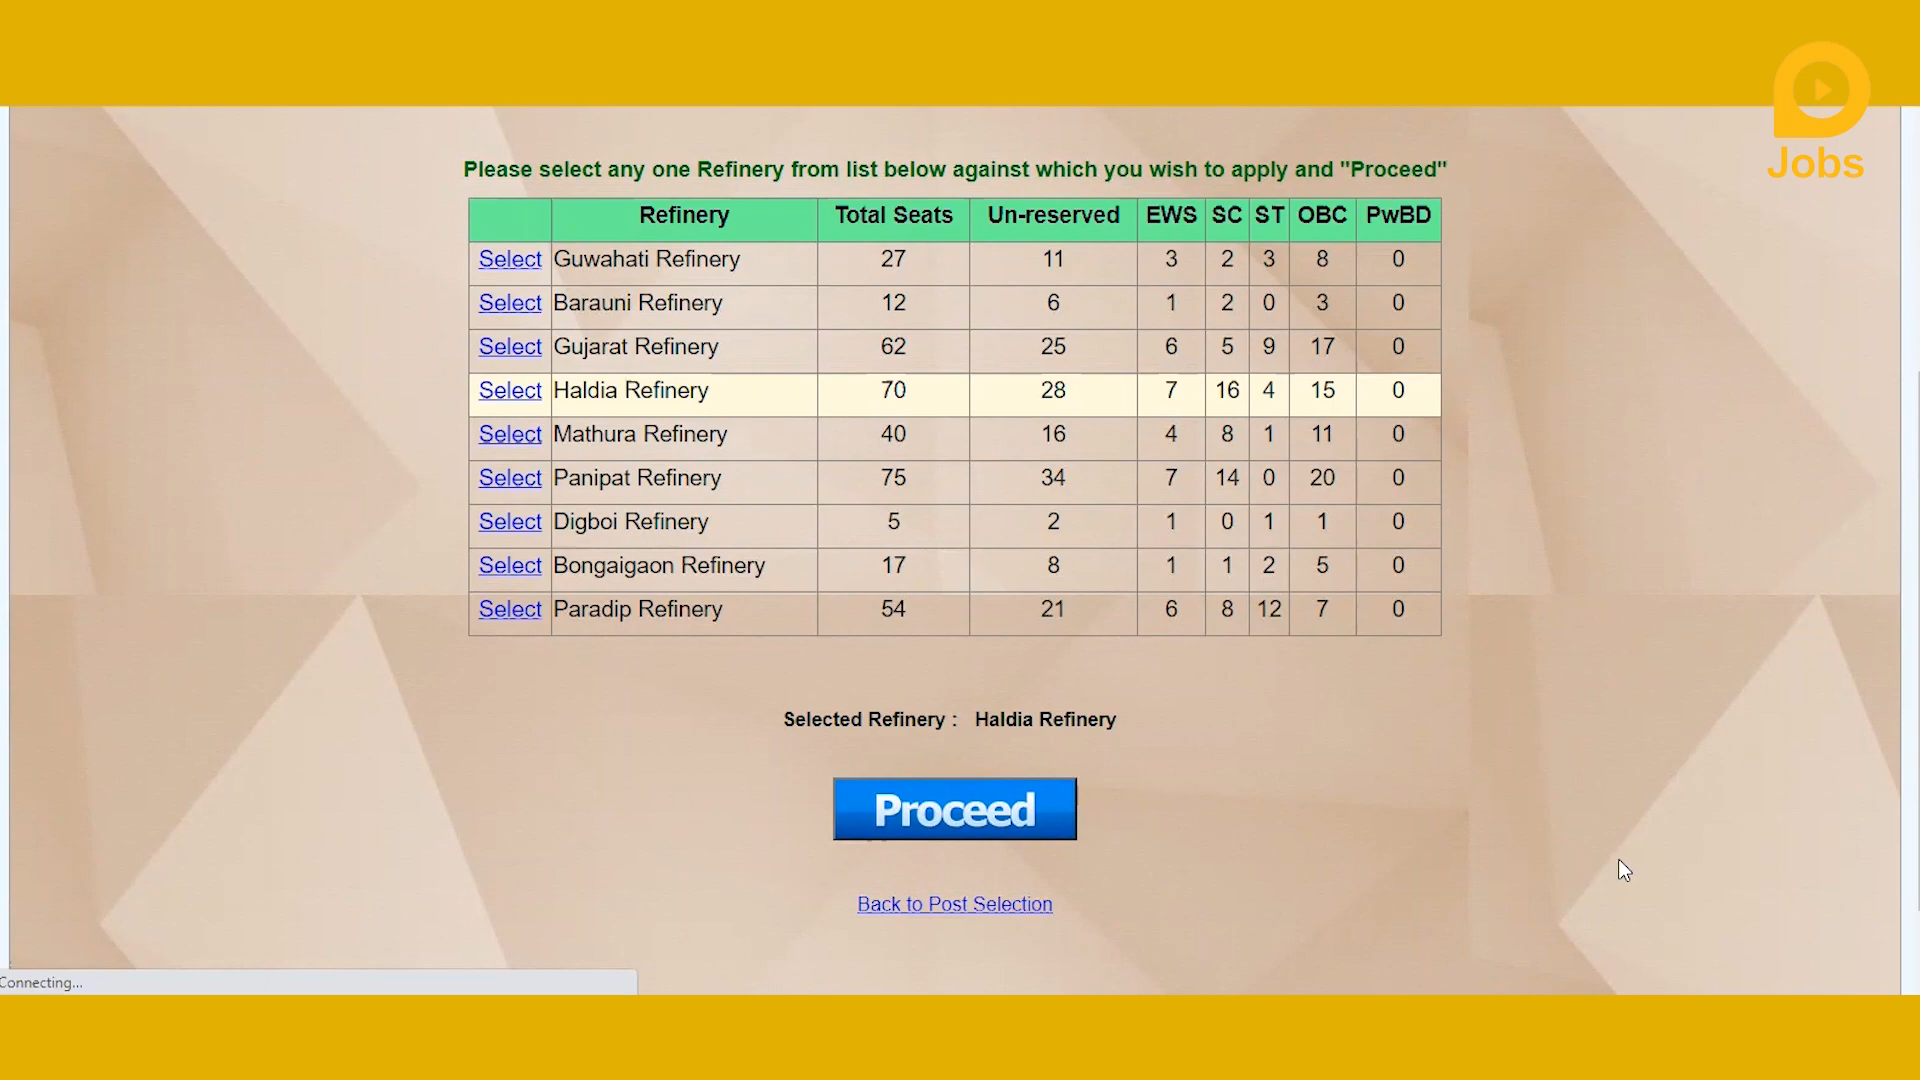 Jobs
Please select any one Refinery from list below against which you wish to apply and "Proceed"
Refinery Total Seats Un-reserved EWS SC ST OBC PwBD
Select Guwahati Refinery 27 11 3 2 3 8 0
Select Barauni Refinery 12 6 1 2 0 3 0
Select Gujarat Refinery 62 25 6 5 9 17 0
Select Haldia Refinery 70 28 7 16 4 15 0
Select Mathura Refinery 40 16 4 8 1 11 0
Select Panipat Refinery 75 34 7 14 0 20 0
Select Digboi Refinery 5 2 1 0 1 1 0
Select Bongaigaon Refinery 17 8 1 1 2 5 0
Select Paradip Refinery 54 21 6 8 12 7 0
Selected Refinery : Haldia Refinery
Proceed
Back to Post Selection
Connecting...